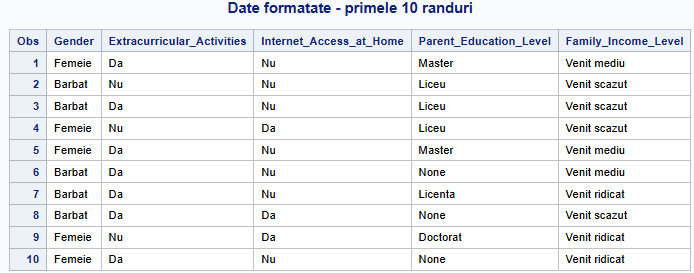 Date formatate - primele 10 randuri
Obs Gender Extracurricular_Activities Internet_Access_at_Home Parent_Education_Level Family_Income_Level
1 Femeie Da Nu Master Venit mediu
2 Barbat Nu Nu Liceu Venit scazut
3 Barbat Da Nu Liceu Venit scazut
4 Femeie Nu Da Liceu Venit scazut
5 Femeie Da Nu Master Venit mediu
6 Barbat Da Nu None Venit mediu
7 Barbat Da Nu Licenta Venit ridicat
8 Barbat Da Da None Venit scazut
9 Femeie Nu Da Doctorat Venit ridicat
10 Femeie Da Nu None Venit ridicat